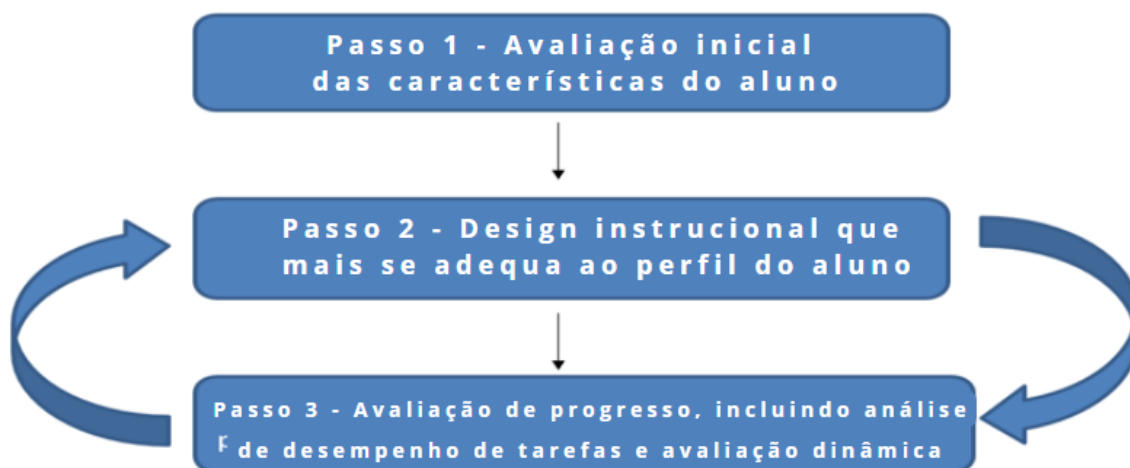 Passo 1 - Avaliação inicial
das características do aluno
Passo 2 - Design instrucional que
mais se adequa ao perfil do aluno
Passo 3 - Avaliação de progresso, incluindo análise
de desempenho de tarefas e avaliação dinâmica